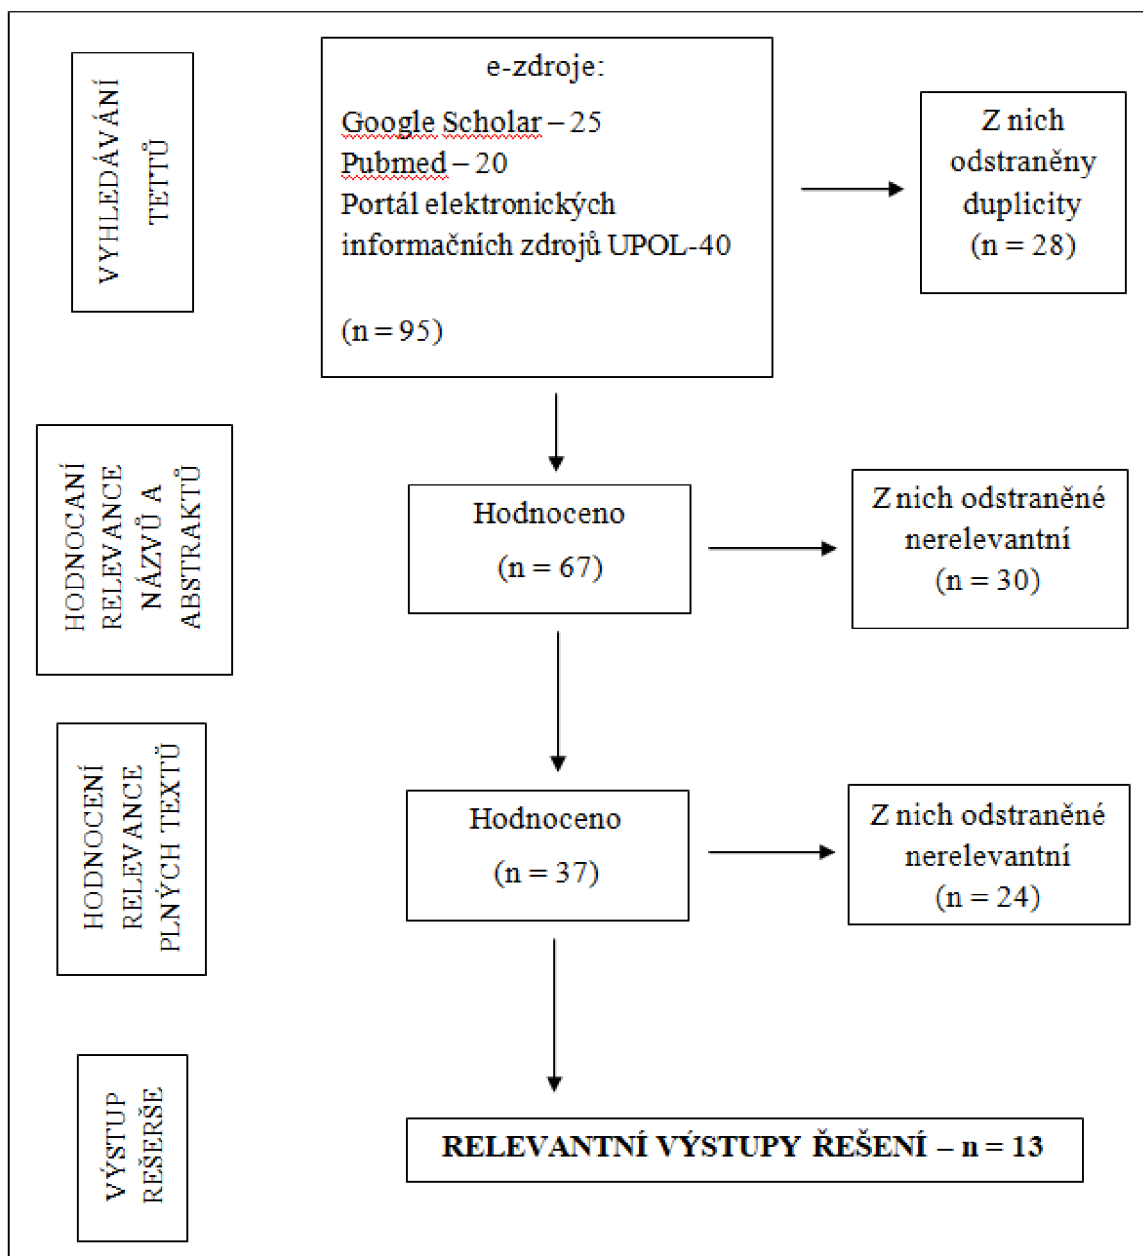 VYHLEDÁVÁNÍ
TETTŮ
e-zdroje:
Google Scholar – 25
Pubmed – 20
Portál elektronických
informačních zdrojů UPOL-40
(n = 95)
Z nich
odstraněny
duplicity
(n = 28)
HODNOCANÍ
RELEVANCE
NÁZVŮ A
ABSTRAKTŮ
Hodnoceno
(n = 67)
Z nich odstraněné
nerelevantní
(n = 30)
HODNOCENÍ
RELEVANCE
PLNÝCH TEXTŮ
Hodnoceno
(n = 37)
Z nich odstraněné
nerelevantní
(n = 24)
VÝSTUP
REŠERŠE
RELEVANTNÍ VÝSTUPY ŘEŠENÍ – n = 13